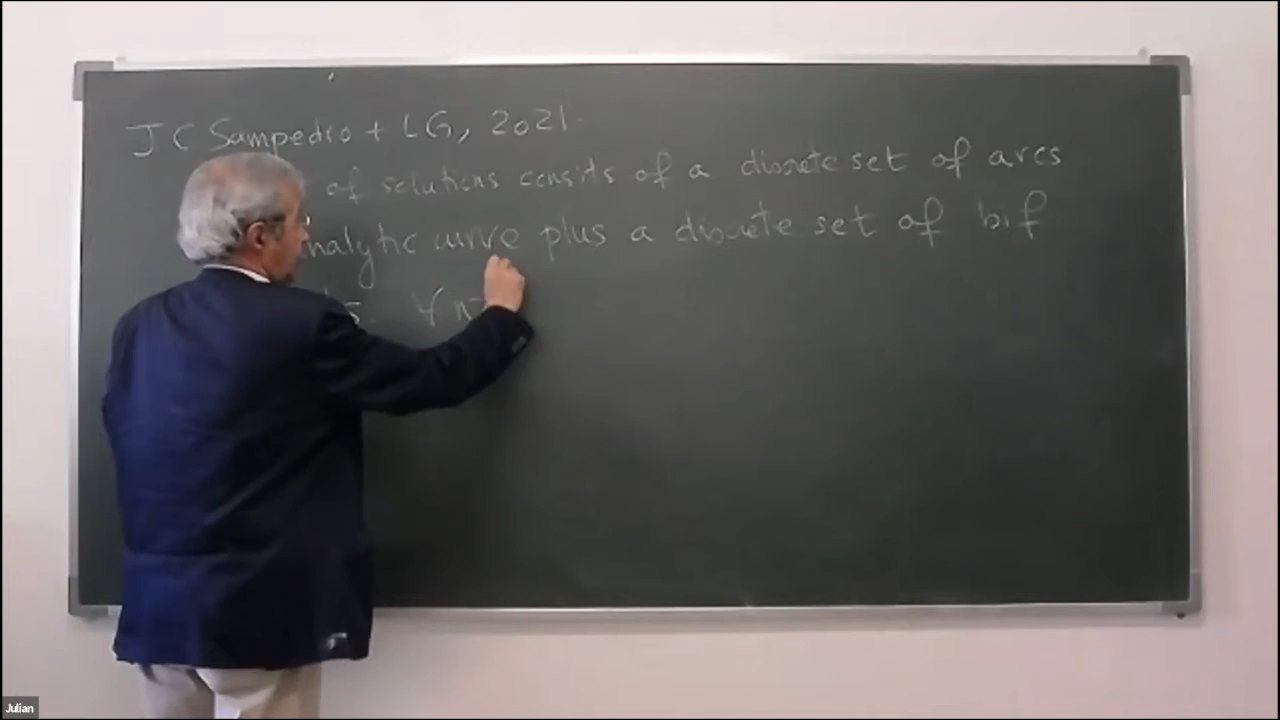 J C Sampedro + LG, 2021.
of solutions consists of a discrete set of arcs
nalytic curve plus a discrete set of bif
∀ n
Julian